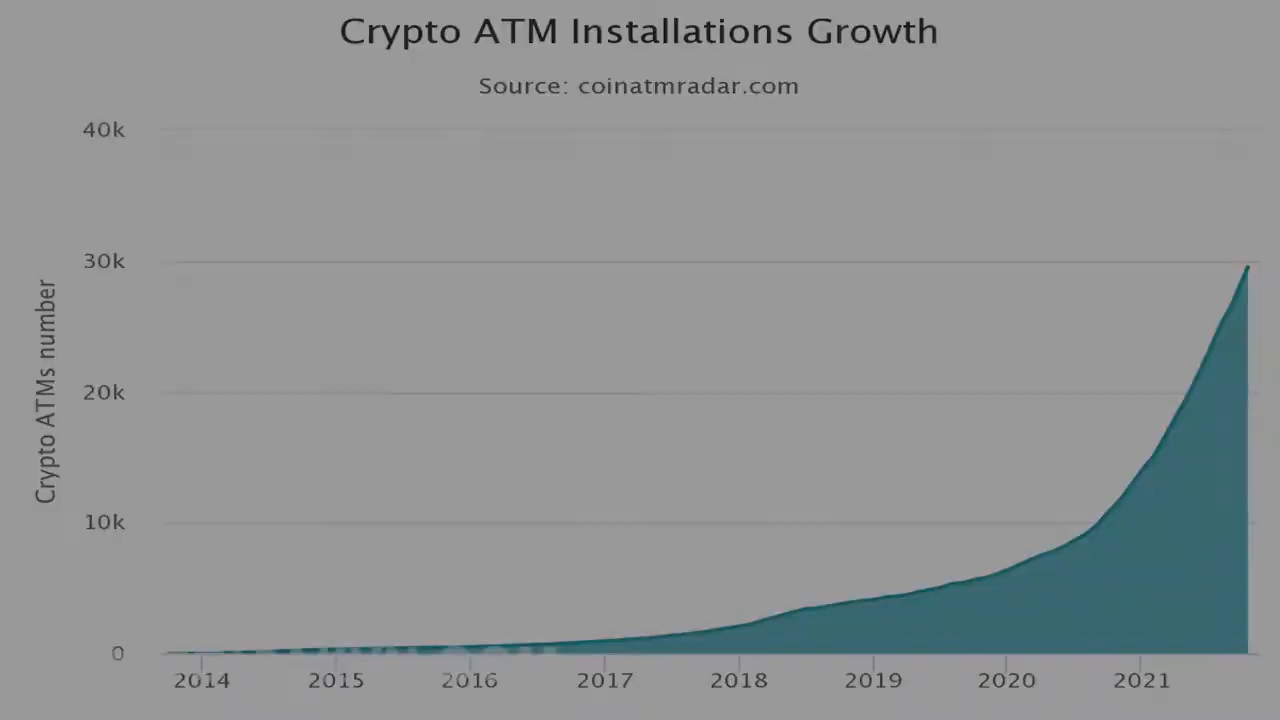 Crypto ATM Installations Growth
Source: coinatmradar.com
40k
30k
20k
10k
0
Crypto ATMs number
2014 2015 2016 2017 2018 2019 2020 2021